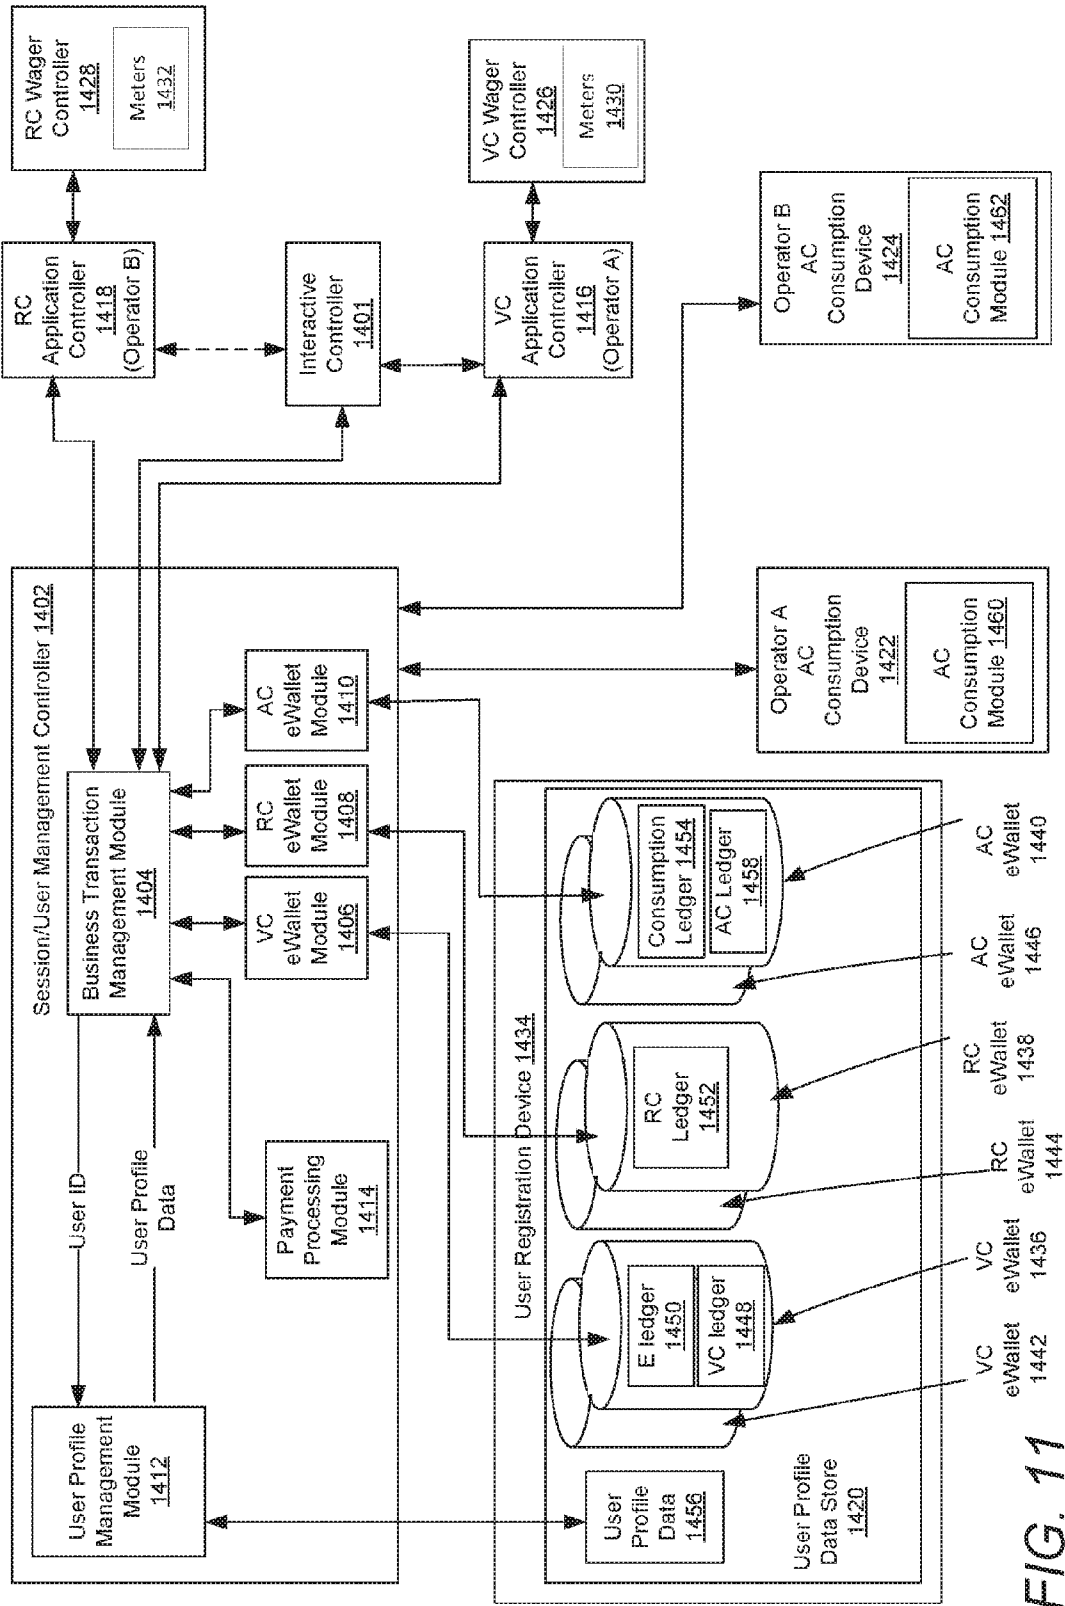 RC Wager
Controller
1428
Meters
1432
VC Wager
Controller
1426
Meters
1430
RC
Application
Controller
1418
(Operator B)
Interactive
Controller
1401
VC
Application
Controller
1416
(Operator A)
Operator B
AC
Consumption
Device
1424
AC
Consumption
Module 1462
Operator A
AC
Consumption
Device
1422
AC
Consumption
Module 1460
Session/User Management Controller 1402
Business Transaction
Management Module
1404
AC
eWallet
Module
1410
RC
eWallet
Module
1408
VC
eWallet
Module
1406
User ID
User Profile
Data
Payment
Processing
Module
1414
User Profile
Management
Module
1412
User Registration Device 1434
Consumption
Ledger 1454
AC Ledger
1458
RC
Ledger
1452
E ledger
1450
VC ledger
1448
User
Profile
Data
1456
User Profile
Data Store
1420
AC
eWallet
1440
AC
eWallet
1446
RC
eWallet
1438
RC
eWallet
1444
VC
eWallet
1436
VC
eWallet
1442
FIG. 11